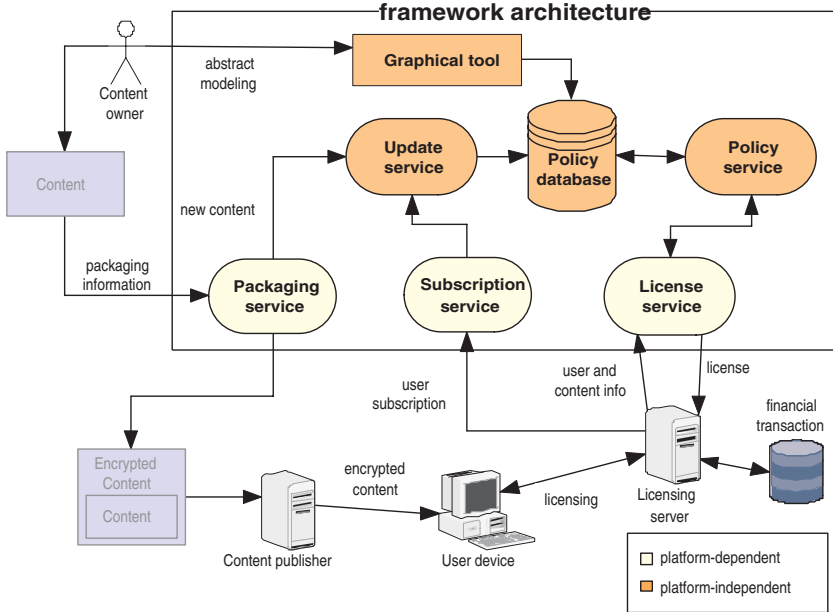 framework architecture
Content
owner
abstract
modeling
Graphical tool
Update
service
Policy
database
Policy
service
Content
new content
packaging
information
Packaging
service
Subscription
service
License
service
user
subscription
user and
content info
license
financial
transaction
Encrypted
Content
Content
encrypted
content
licensing
Licensing
server
Content publisher
User device
platform-dependent
platform-independent